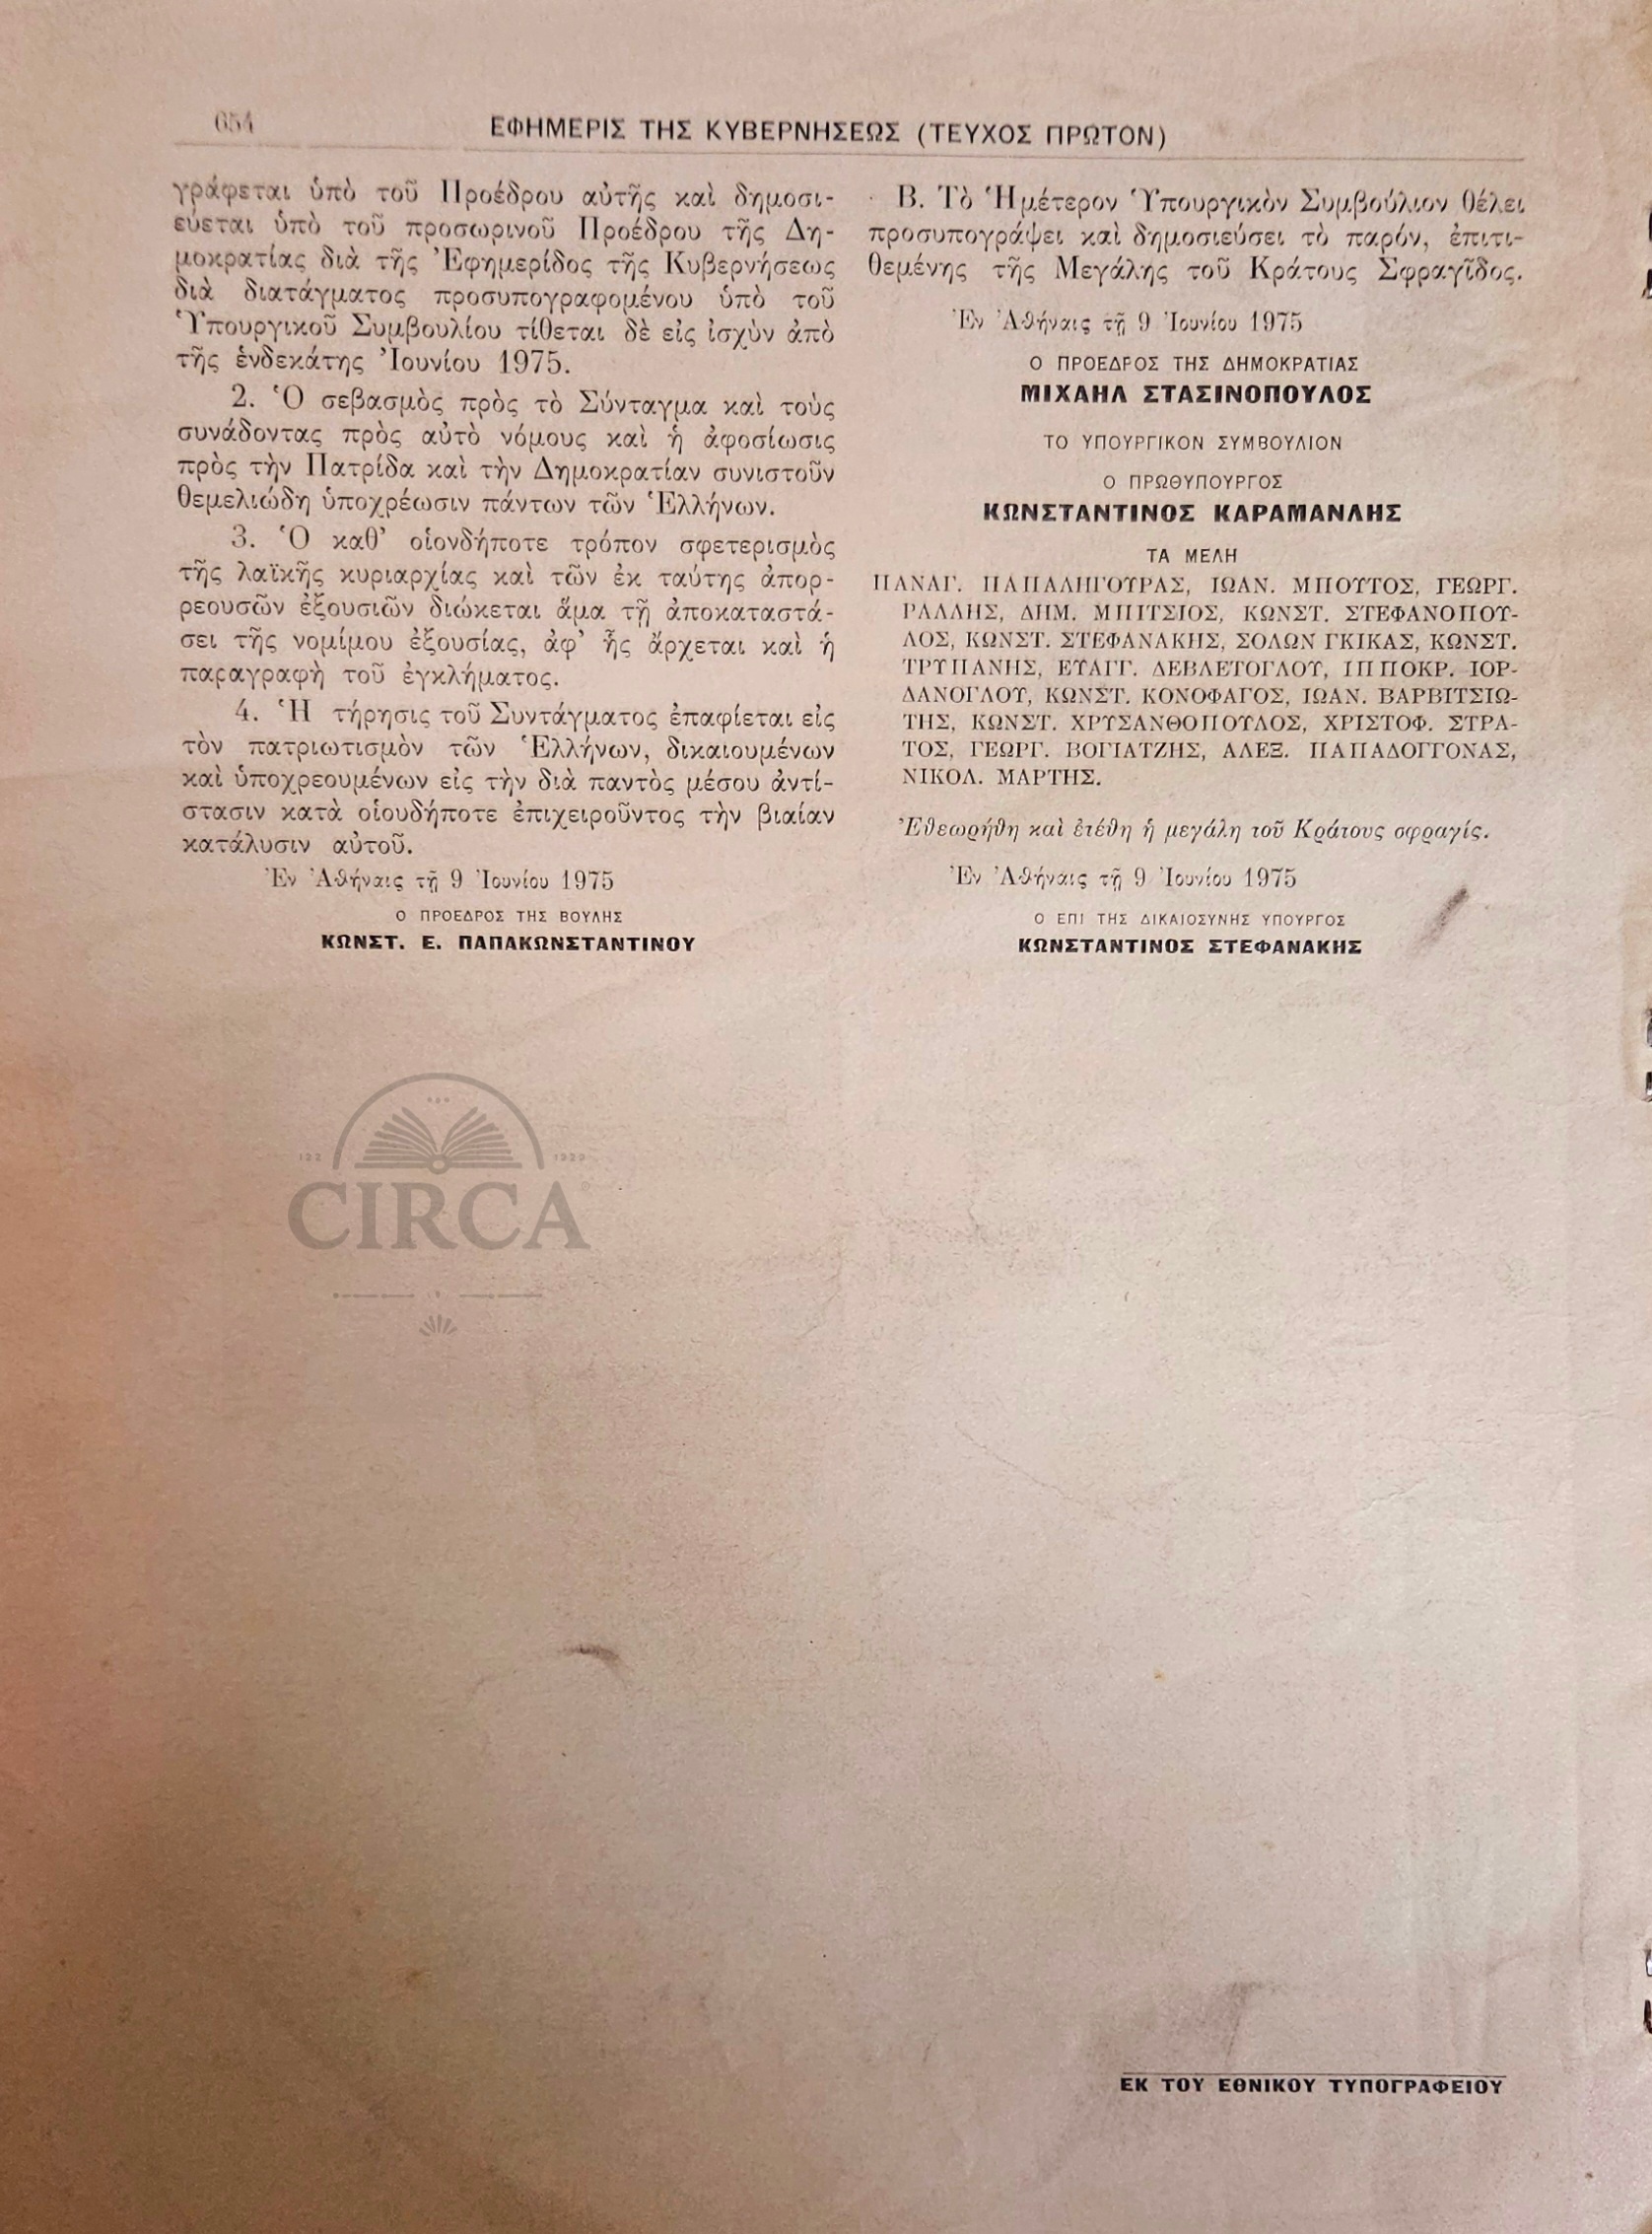 654
ΕΦΗΜΕΡΙΣ ΤΗΣ ΚΥΒΕΡΝΗΣΕΩΣ (ΤΕΥΧΟΣ ΠΡΩΤΟΝ)
γράφεται ὑπὸ τοῦ Προέδρου αὐτῆς καὶ δημοσι-
εύεται ὑπὸ τοῦ προσωρινοῦ Προέδρου τῆς Δη-
μοκρατίας διὰ τῆς Ἐφημερίδος τῆς Κυβερνήσεως
διὰ διατάγματος προσυπογραφομένου ὑπὸ τοῦ
Ὑπουργικοῦ Συμβουλίου τίθεται δὲ εἰς ἰσχὺν ἀπὸ
τῆς ἑνδεκάτης Ἰουνίου 1975.
2. Ὁ σεβασμὸς πρὸς τὸ Σύνταγμα καὶ τοὺς
συνάδοντας πρὸς αὐτὸ νόμους καὶ ἡ ἀφοσίωσις
πρὸς τὴν Πατρίδα καὶ τὴν Δημοκρατίαν συνιστοῦν
θεμελιώδη ὑποχρέωσιν πάντων τῶν Ἑλλήνων.
3. Ὁ καθ' οἱονδήποτε τρόπον σφετερισμὸς
τῆς λαϊκῆς κυριαρχίας καὶ τῶν ἐκ ταύτης ἀπορ-
ρεουσῶν ἐξουσιῶν διώκεται ἅμα τῇ ἀποκαταστά-
σει τῆς νομίμου ἐξουσίας, ἀφ' ἧς ἄρχεται καὶ ἡ
παραγραφὴ τοῦ ἐγκλήματος.
4. Ἡ τήρησις τοῦ Συντάγματος ἐπαφίεται εἰς
τὸν πατριωτισμὸν τῶν Ἑλλήνων, δικαιουμένων
καὶ ὑποχρεουμένων εἰς τὴν διὰ παντὸς μέσου ἀντί-
στασιν κατὰ οἱουδήποτε ἐπιχειροῦντος τὴν βιαίαν
κατάλυσιν αὐτοῦ.
Ἐν Ἀθήναις τῇ 9 Ἰουνίου 1975
Ο ΠΡΟΕΔΡΟΣ ΤΗΣ ΒΟΥΛΗΣ
ΚΩΝΣΤ. Ε. ΠΑΠΑΚΩΝΣΤΑΝΤΙΝΟΥ
Β. Τὸ Ἡμέτερον Ὑπουργικὸν Συμβούλιον θέλει
προσυπογράψει καὶ δημοσιεύσει τὸ παρόν, ἐπιτι-
θεμένης τῆς Μεγάλης τοῦ Κράτους Σφραγῖδος.
Ἐν Ἀθήναις τῇ 9 Ἰουνίου 1975
Ο ΠΡΟΕΔΡΟΣ ΤΗΣ ΔΗΜΟΚΡΑΤΙΑΣ
ΜΙΧΑΗΛ ΣΤΑΣΙΝΟΠΟΥΛΟΣ
ΤΟ ΥΠΟΥΡΓΙΚΟΝ ΣΥΜΒΟΥΛΙΟΝ
Ο ΠΡΩΘΥΠΟΥΡΓΟΣ
ΚΩΝΣΤΑΝΤΙΝΟΣ ΚΑΡΑΜΑΝΛΗΣ
ΤΑ ΜΕΛΗ
ΠΑΝΑΓ. ΠΑΠΑΛΗΓΟΥΡΑΣ, ΙΩΑΝ. ΜΠΟΥΤΟΣ, ΓΕΩΡΓ.
ΡΑΛΛΗΣ, ΔΗΜ. ΜΠΙΤΣΙΟΣ, ΚΩΝΣΤ. ΣΤΕΦΑΝΟΠΟΥ-
ΛΟΣ, ΚΩΝΣΤ. ΣΤΕΦΑΝΑΚΗΣ, ΣΟΛΩΝ ΓΚΙΚΑΣ, ΚΩΝΣΤ.
ΤΡΥΠΑΝΗΣ, ΕΥΑΓΓ. ΔΕΒΛΕΤΟΓΛΟΥ, ΙΠΠΟΚΡ. ΙΟΡ-
ΔΑΝΟΓΛΟΥ, ΚΩΝΣΤ. ΚΟΝΟΦΑΓΟΣ, ΙΩΑΝ. ΒΑΡΒΙΤΣΙΩ-
ΤΗΣ, ΚΩΝΣΤ. ΧΡΥΣΑΝΘΟΠΟΥΛΟΣ, ΧΡΙΣΤΟΦ. ΣΤΡΑ-
ΤΟΣ, ΓΕΩΡΓ. ΒΟΓΙΑΤΖΗΣ, ΑΛΕΞ. ΠΑΠΑΔΟΓΓΟΝΑΣ,
ΝΙΚΟΛ. ΜΑΡΤΗΣ.
Ἐθεωρήθη καὶ ἐτέθη ἡ μεγάλη τοῦ Κράτους σφραγίς.
Ἐν Ἀθήναις τῇ 9 Ἰουνίου 1975
Ο ΕΠΙ ΤΗΣ ΔΙΚΑΙΟΣΥΝΗΣ ΥΠΟΥΡΓΟΣ
ΚΩΝΣΤΑΝΤΙΝΟΣ ΣΤΕΦΑΝΑΚΗΣ
CIRCA
ΕΚ ΤΟΥ ΕΘΝΙΚΟΥ ΤΥΠΟΓΡΑΦΕΙΟΥ